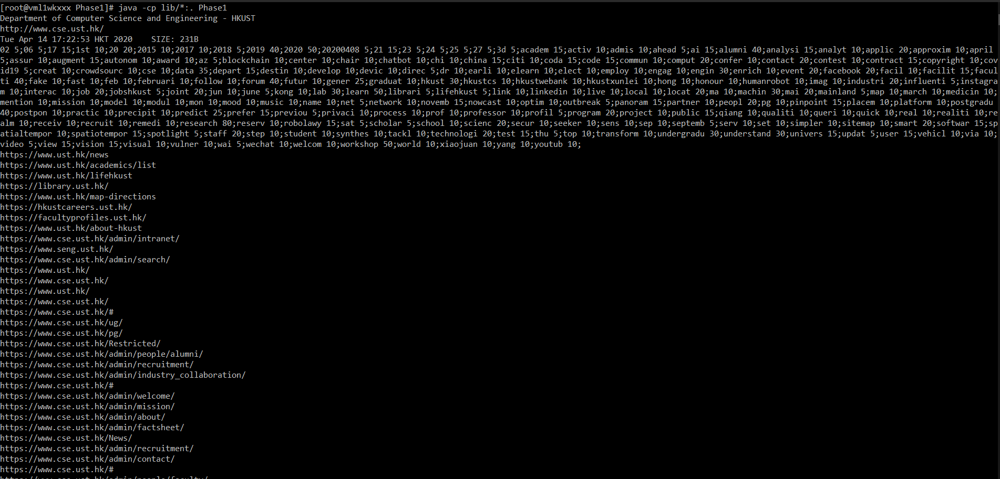 [root@vml1wkxxx Phase1]# java -cp lib/*:. Phase1
Department of Computer Science and Engineering - HKUST
http://www.cse.ust.hk/
Tue Apr 14 17:22:53 HKT 2020    SIZE: 231B
02 5;06 5;17 15;1st 10;20 20;2015 10;2017 10;2018 5;2019 40;2020 50;20200408 5;21 15;23 5;24 5;25 5;27 5;3d 5;academ 15;activ 10;admis 10;ahead 5;ai 15;alumni 40;analysi 15;analyt 10;applic 20;approxim 10;april
5;assur 10;augment 15;autonom 10;award 10;az 5;blockchain 10;center 10;chair 10;chatbot 10;chi 10;china 15;citi 10;coda 15;code 15;commun 10;comput 20;confer 10;contact 20;contest 10;contract 15;copyright 10;cov
id19 5;creat 10;crowdsourc 10;cse 10;data 35;depart 15;destin 10;develop 10;devic 10;direc 5;dr 10;earli 10;elearn 10;elect 10;employ 10;engag 10;engin 30;enrich 10;event 20;facebook 20;facil 10;facilit 15;facul
ti 40;fake 10;fast 10;feb 10;februari 10;follow 10;forum 40;futur 10;gener 25;graduat 10;hkust 30;hkustcs 10;hkustwebank 10;hkustxunlei 10;hong 10;honour 10;humanrobot 10;imag 10;industri 20;influenti 5;instagra
m 10;interac 10;job 20;jobshkust 5;joint 20;jun 10;june 5;kong 10;lab 30;learn 50;librari 5;lifehkust 5;link 10;linkedin 10;live 10;local 10;locat 20;ma 10;machin 30;mai 20;mainland 5;map 10;march 10;medicin 10;
mention 10;mission 10;model 10;modul 10;mon 10;mood 10;music 10;name 10;net 5;network 10;novemb 15;nowcast 10;optim 10;outbreak 5;panoram 15;partner 10;peopl 20;pg 10;pinpoint 15;placem 10;platform 10;postgradu
40;postpon 10;practic 10;precipit 10;predict 25;prefer 15;previou 5;privaci 10;process 10;prof 10;professor 10;profil 5;program 20;project 10;public 15;qiang 10;qualiti 10;queri 10;quick 10;real 10;realiti 10;re
alm 10;receiv 10;recruit 10;remedi 10;research 80;reserv 10;robolawy 15;sat 5;scholar 5;school 10;scienc 20;secur 10;seeker 10;sens 10;sep 10;septemb 5;serv 10;set 10;simpler 10;sitemap 10;smart 20;softwar 15;sp
atialtempor 10;spatiotempor 15;spotlight 5;staff 20;step 10;student 10;synthes 10;tackl 10;technologi 20;test 15;thu 5;top 10;transform 10;undergradu 30;understand 30;univers 15;updat 5;user 15;vehicl 10;via 10;
video 5;view 15;vision 15;visual 10;vulner 10;wai 5;wechat 10;welcom 10;workshop 50;world 10;xiaojuan 10;yang 10;youtub 10;
https://www.ust.hk/news
https://www.ust.hk/academics/list
https://www.ust.hk/lifehkust
https://library.ust.hk/
https://www.ust.hk/map-directions
https://hkustcareers.ust.hk/
https://facultyprofiles.ust.hk/
https://www.ust.hk/about-hkust
https://www.cse.ust.hk/admin/intranet/
https://www.seng.ust.hk/
https://www.cse.ust.hk/admin/search/
https://www.ust.hk/
https://www.cse.ust.hk/
https://www.ust.hk/
https://www.cse.ust.hk/
https://www.cse.ust.hk/#
https://www.cse.ust.hk/ug/
https://www.cse.ust.hk/pg/
https://www.cse.ust.hk/Restricted/
https://www.cse.ust.hk/admin/people/alumni/
https://www.cse.ust.hk/admin/recruitment/
https://www.cse.ust.hk/admin/industry_collaboration/
https://www.cse.ust.hk/#
https://www.cse.ust.hk/admin/welcome/
https://www.cse.ust.hk/admin/mission/
https://www.cse.ust.hk/admin/about/
https://www.cse.ust.hk/admin/factsheet/
https://www.cse.ust.hk/News/
https://www.cse.ust.hk/admin/recruitment/
https://www.cse.ust.hk/admin/contact/
https://www.cse.ust.hk/#
https://www.cse.ust.hk/admin/people/faculty/